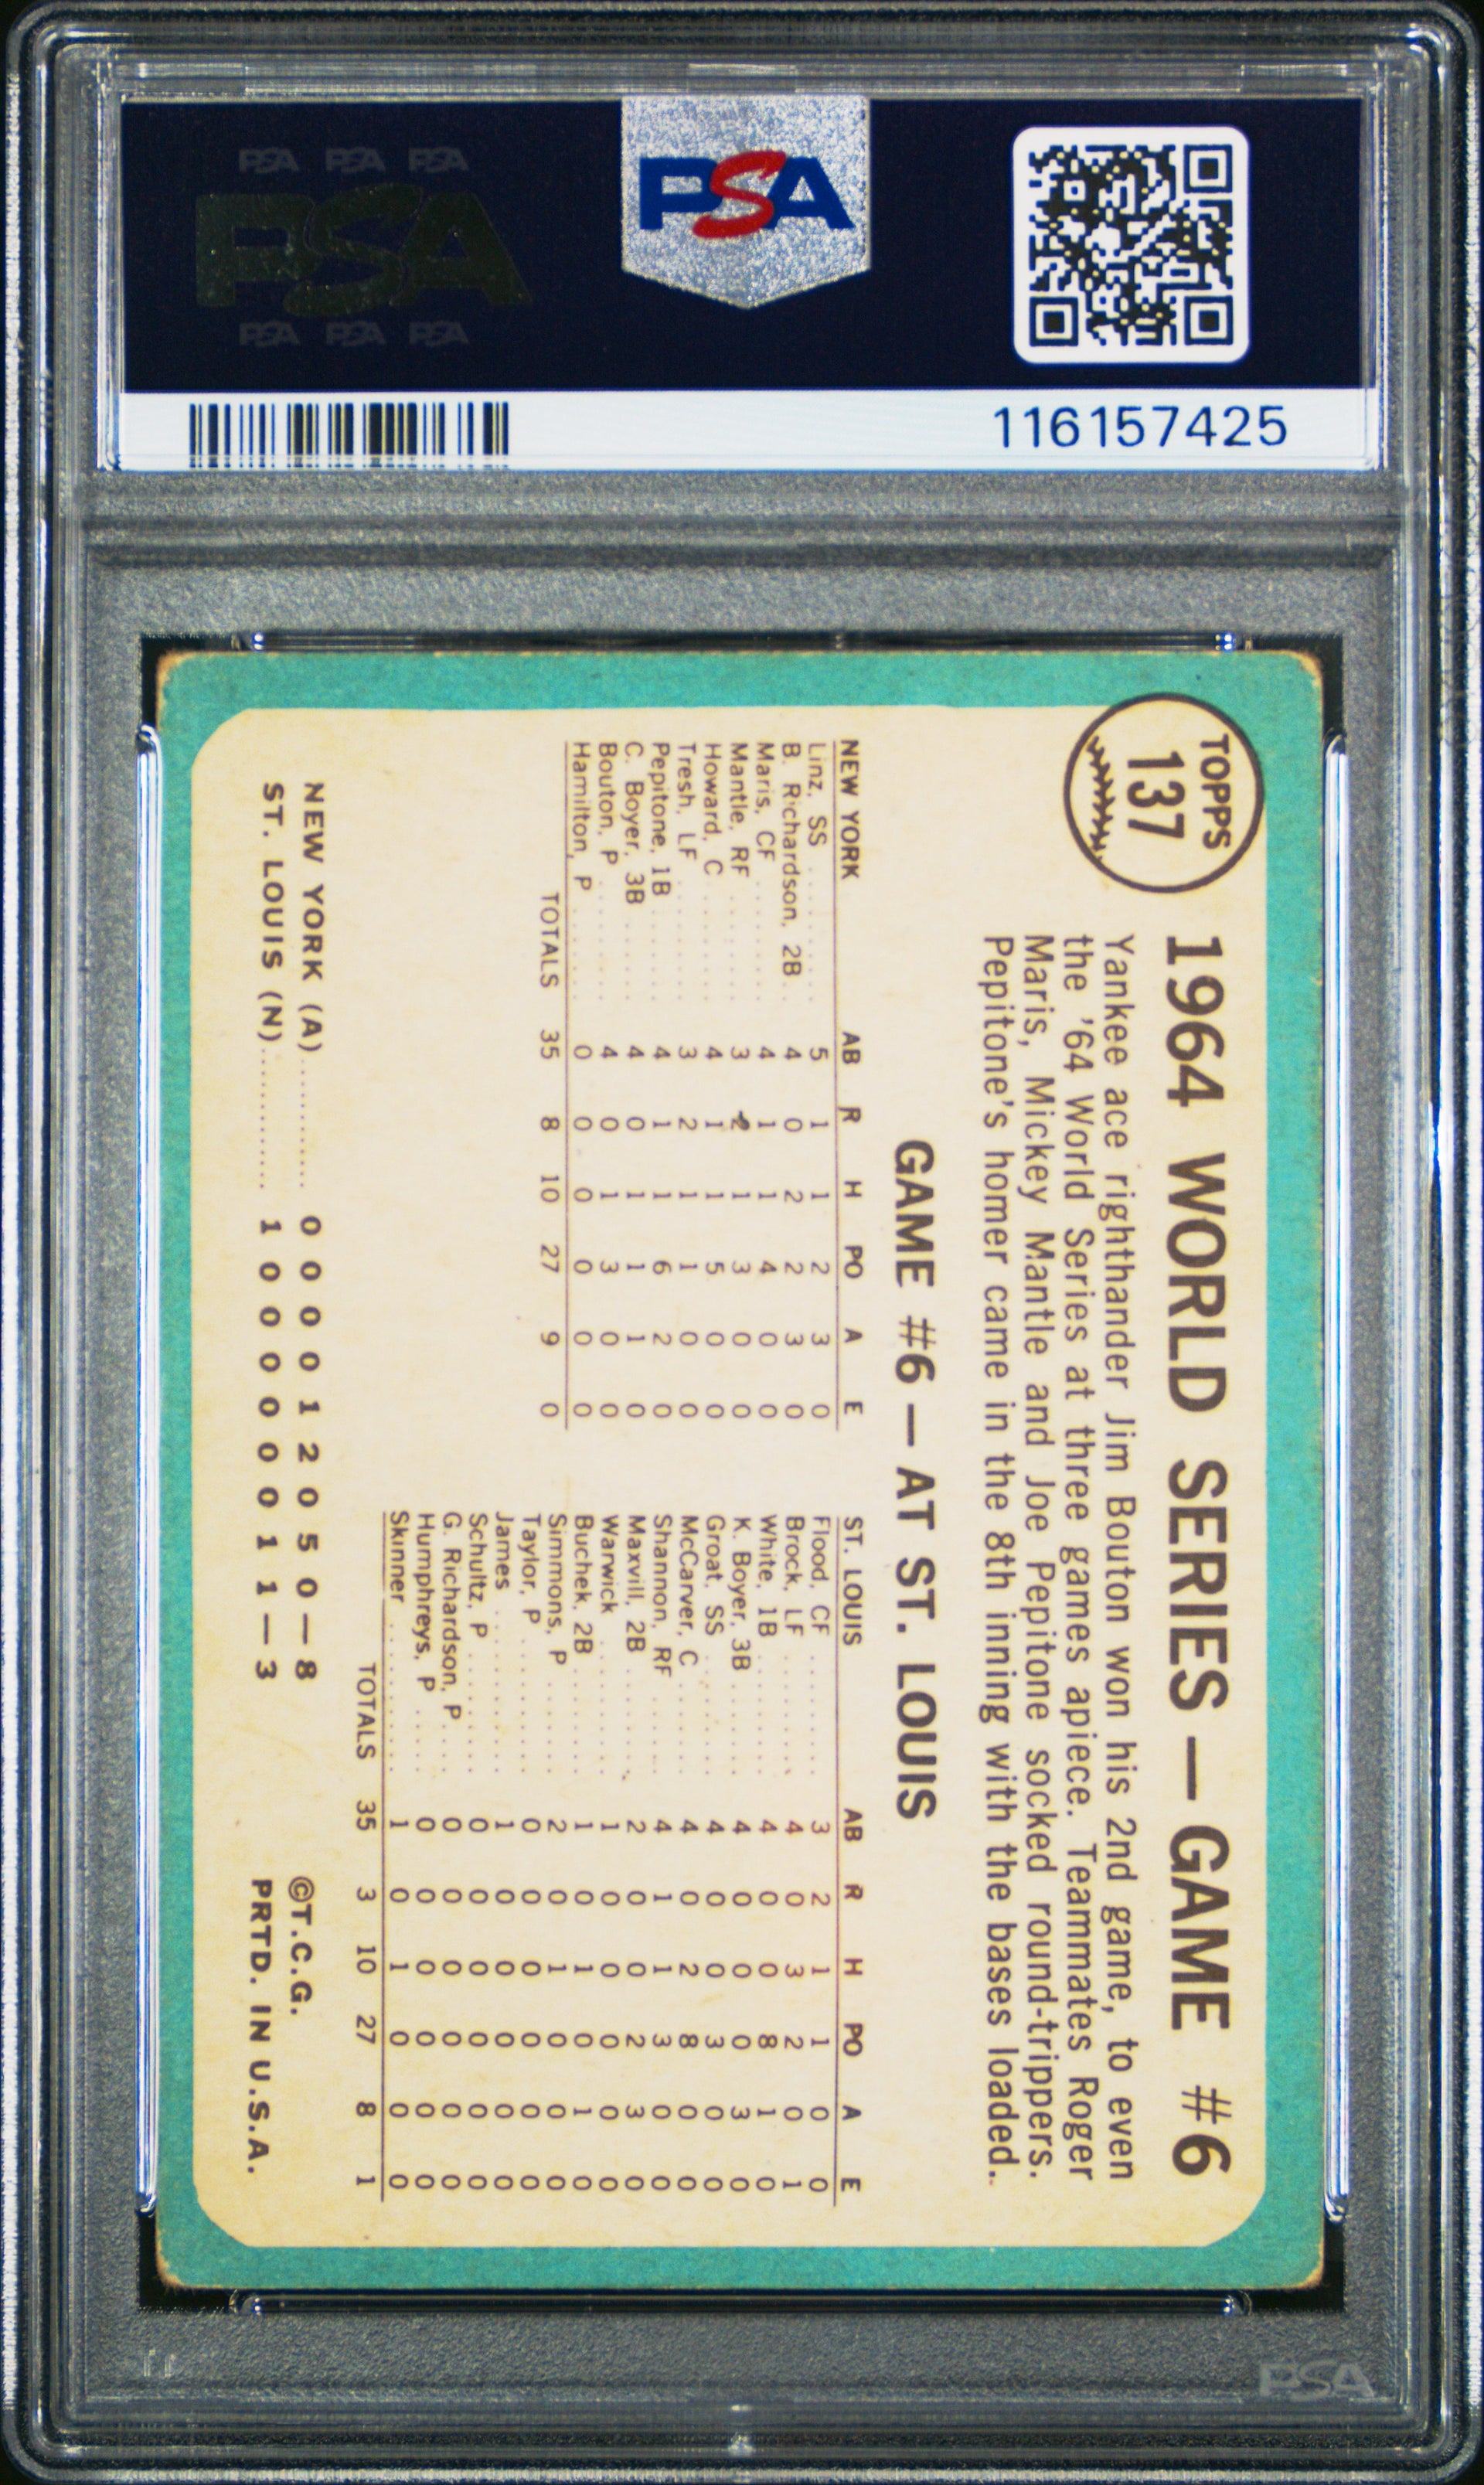 PSA PSA PSA
PSA
PSA PSA PSA
PSA
116157425
TOPPS
137
1964 WORLD SERIES — GAME #6
Yankee ace righthander Jim Bouton won his 2nd game, to even
the '64 World Series at three games apiece. Teammates Roger
Maris, Mickey Mantle and Joe Pepitone socked round-trippers.
Pepitone's homer came in the 8th inning with the bases loaded.
GAME #6 — AT ST. LOUIS
NEW YORK AB R H PO A E
Linz, SS 5 1 1 2 3 0
B. Richardson, 2B 4 0 2 2 3 0
Maris, CF 4 1 1 4 0 0
Mantle, RF 3 2 1 3 0 0
Howard, C 4 1 1 5 0 0
Tresh, LF 3 2 1 1 0 0
Pepitone, 1B 4 1 1 6 2 0
C. Boyer, 3B 4 0 1 1 1 0
Bouton, P 4 0 1 3 0 0
Hamilton, P 0 0 0 0 0 0
TOTALS 35 8 10 27 9 0
ST. LOUIS AB R H PO A E
Flood, CF 3 2 1 1 0 0
Brock, LF 4 0 3 2 0 1
White, 1B 4 0 0 8 1 0
K. Boyer, 3B 4 0 0 0 3 0
Groat, SS 4 0 0 3 0 0
McCarver, C 4 0 2 8 0 0
Shannon, RF 4 1 1 3 0 0
Maxvill, 2B 2 0 0 2 3 0
Warwick 1 0 0 0 0 0
Buchek, 2B 1 0 1 0 1 0
Simmons, P 2 0 1 0 0 0
Taylor, P 0 0 0 0 0 0
James 1 0 0 0 0 0
Schultz, P 0 0 0 0 0 0
G. Richardson, P 0 0 0 0 0 0
Humphreys, P 0 0 0 0 0 0
Skinner 1 0 1 0 0 0
TOTALS 35 3 10 27 8 1
NEW YORK (A) 0 0 0 0 1 2 0 5 0 — 8
ST. LOUIS (N) 1 0 0 0 0 0 0 1 1 — 3
©T.C.G.
PRTD. IN U.S.A.
PSA